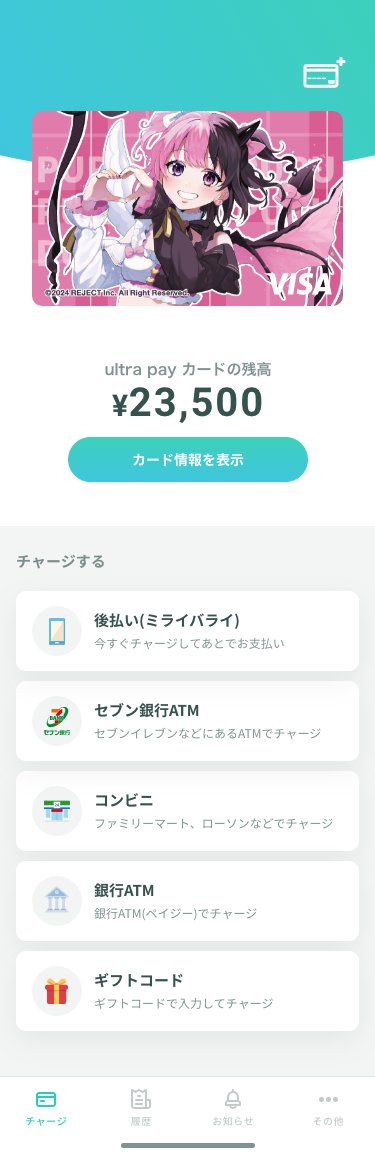 ©2024 REJECT Inc. All Right Reserved.
VISA
ultra pay カードの残高
¥23,500
カード情報を表示
チャージする
後払い(ミライバライ)
今すぐチャージしてあとでお支払い
セブン銀行ATM
セブンイレブンなどにあるATMでチャージ
コンビニ
ファミリーマート、ローソンなどでチャージ
銀行ATM
銀行ATM(ペイジー)でチャージ
ギフトコード
ギフトコードで入力してチャージ
チャージ
履歴
お知らせ
その他